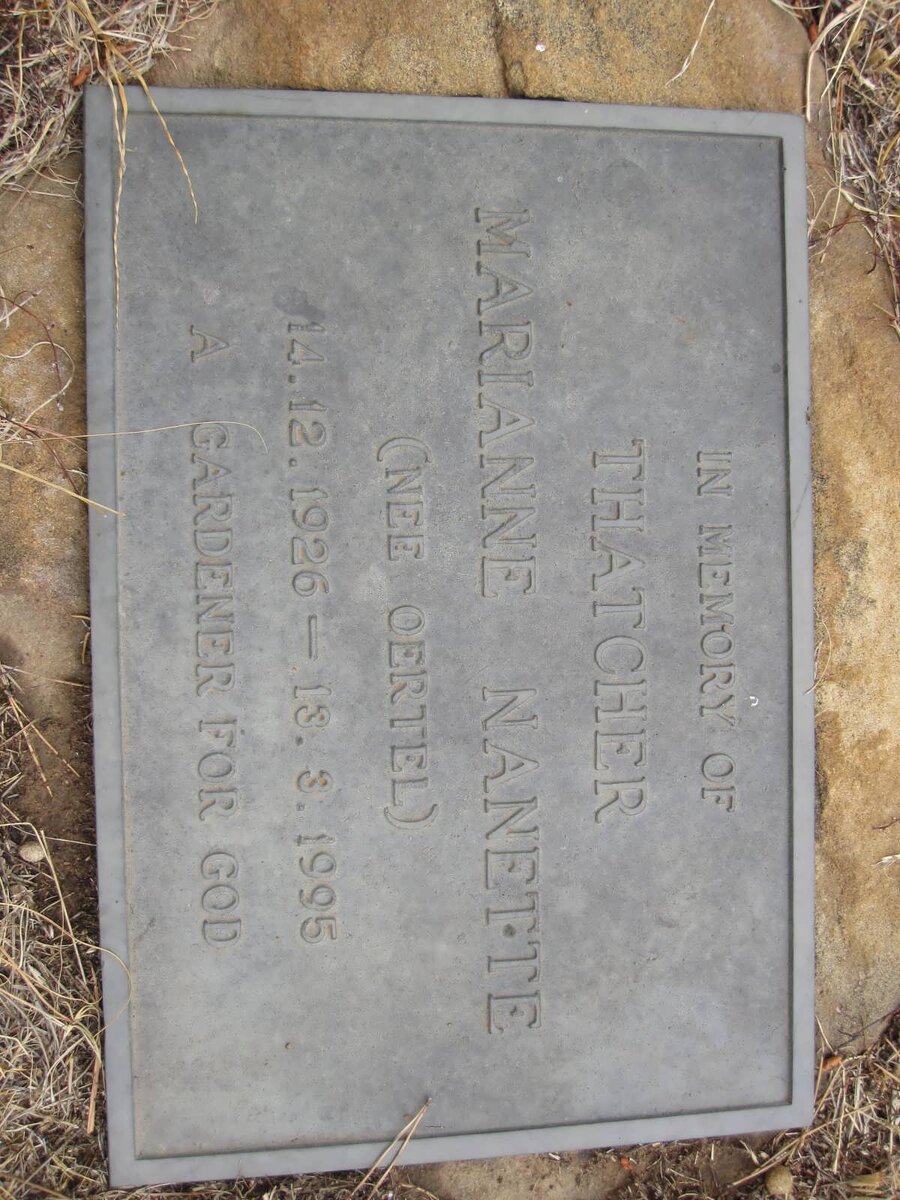 IN MEMORY OF
THATCHER
MARIANNE NANETTE
(NEE OERTEL)
14.12.1926 – 13.3.1995
A GARDENER FOR GOD